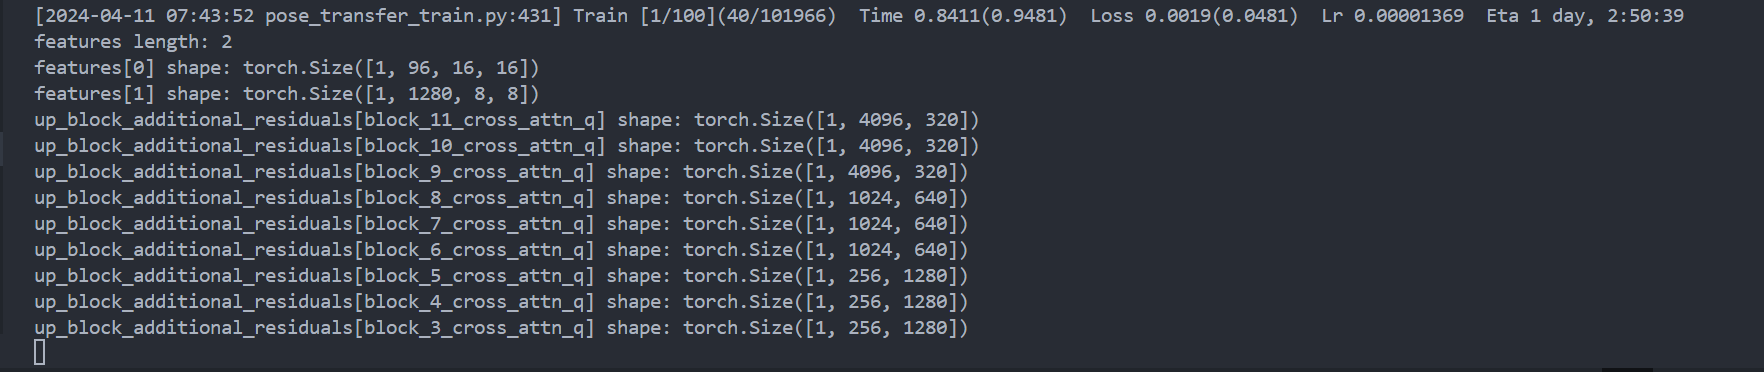 [2024-04-11 07:43:52 pose_transfer_train.py:431] Train [1/100](40/101966)  Time 0.8411(0.9481)  Loss 0.0019(0.0481)  Lr 0.00001369  Eta 1 day, 2:50:39
features length: 2
features[0] shape: torch.Size([1, 96, 16, 16])
features[1] shape: torch.Size([1, 1280, 8, 8])
up_block_additional_residuals[block_11_cross_attn_q] shape: torch.Size([1, 4096, 320])
up_block_additional_residuals[block_10_cross_attn_q] shape: torch.Size([1, 4096, 320])
up_block_additional_residuals[block_9_cross_attn_q] shape: torch.Size([1, 4096, 320])
up_block_additional_residuals[block_8_cross_attn_q] shape: torch.Size([1, 1024, 640])
up_block_additional_residuals[block_7_cross_attn_q] shape: torch.Size([1, 1024, 640])
up_block_additional_residuals[block_6_cross_attn_q] shape: torch.Size([1, 1024, 640])
up_block_additional_residuals[block_5_cross_attn_q] shape: torch.Size([1, 256, 1280])
up_block_additional_residuals[block_4_cross_attn_q] shape: torch.Size([1, 256, 1280])
up_block_additional_residuals[block_3_cross_attn_q] shape: torch.Size([1, 256, 1280])